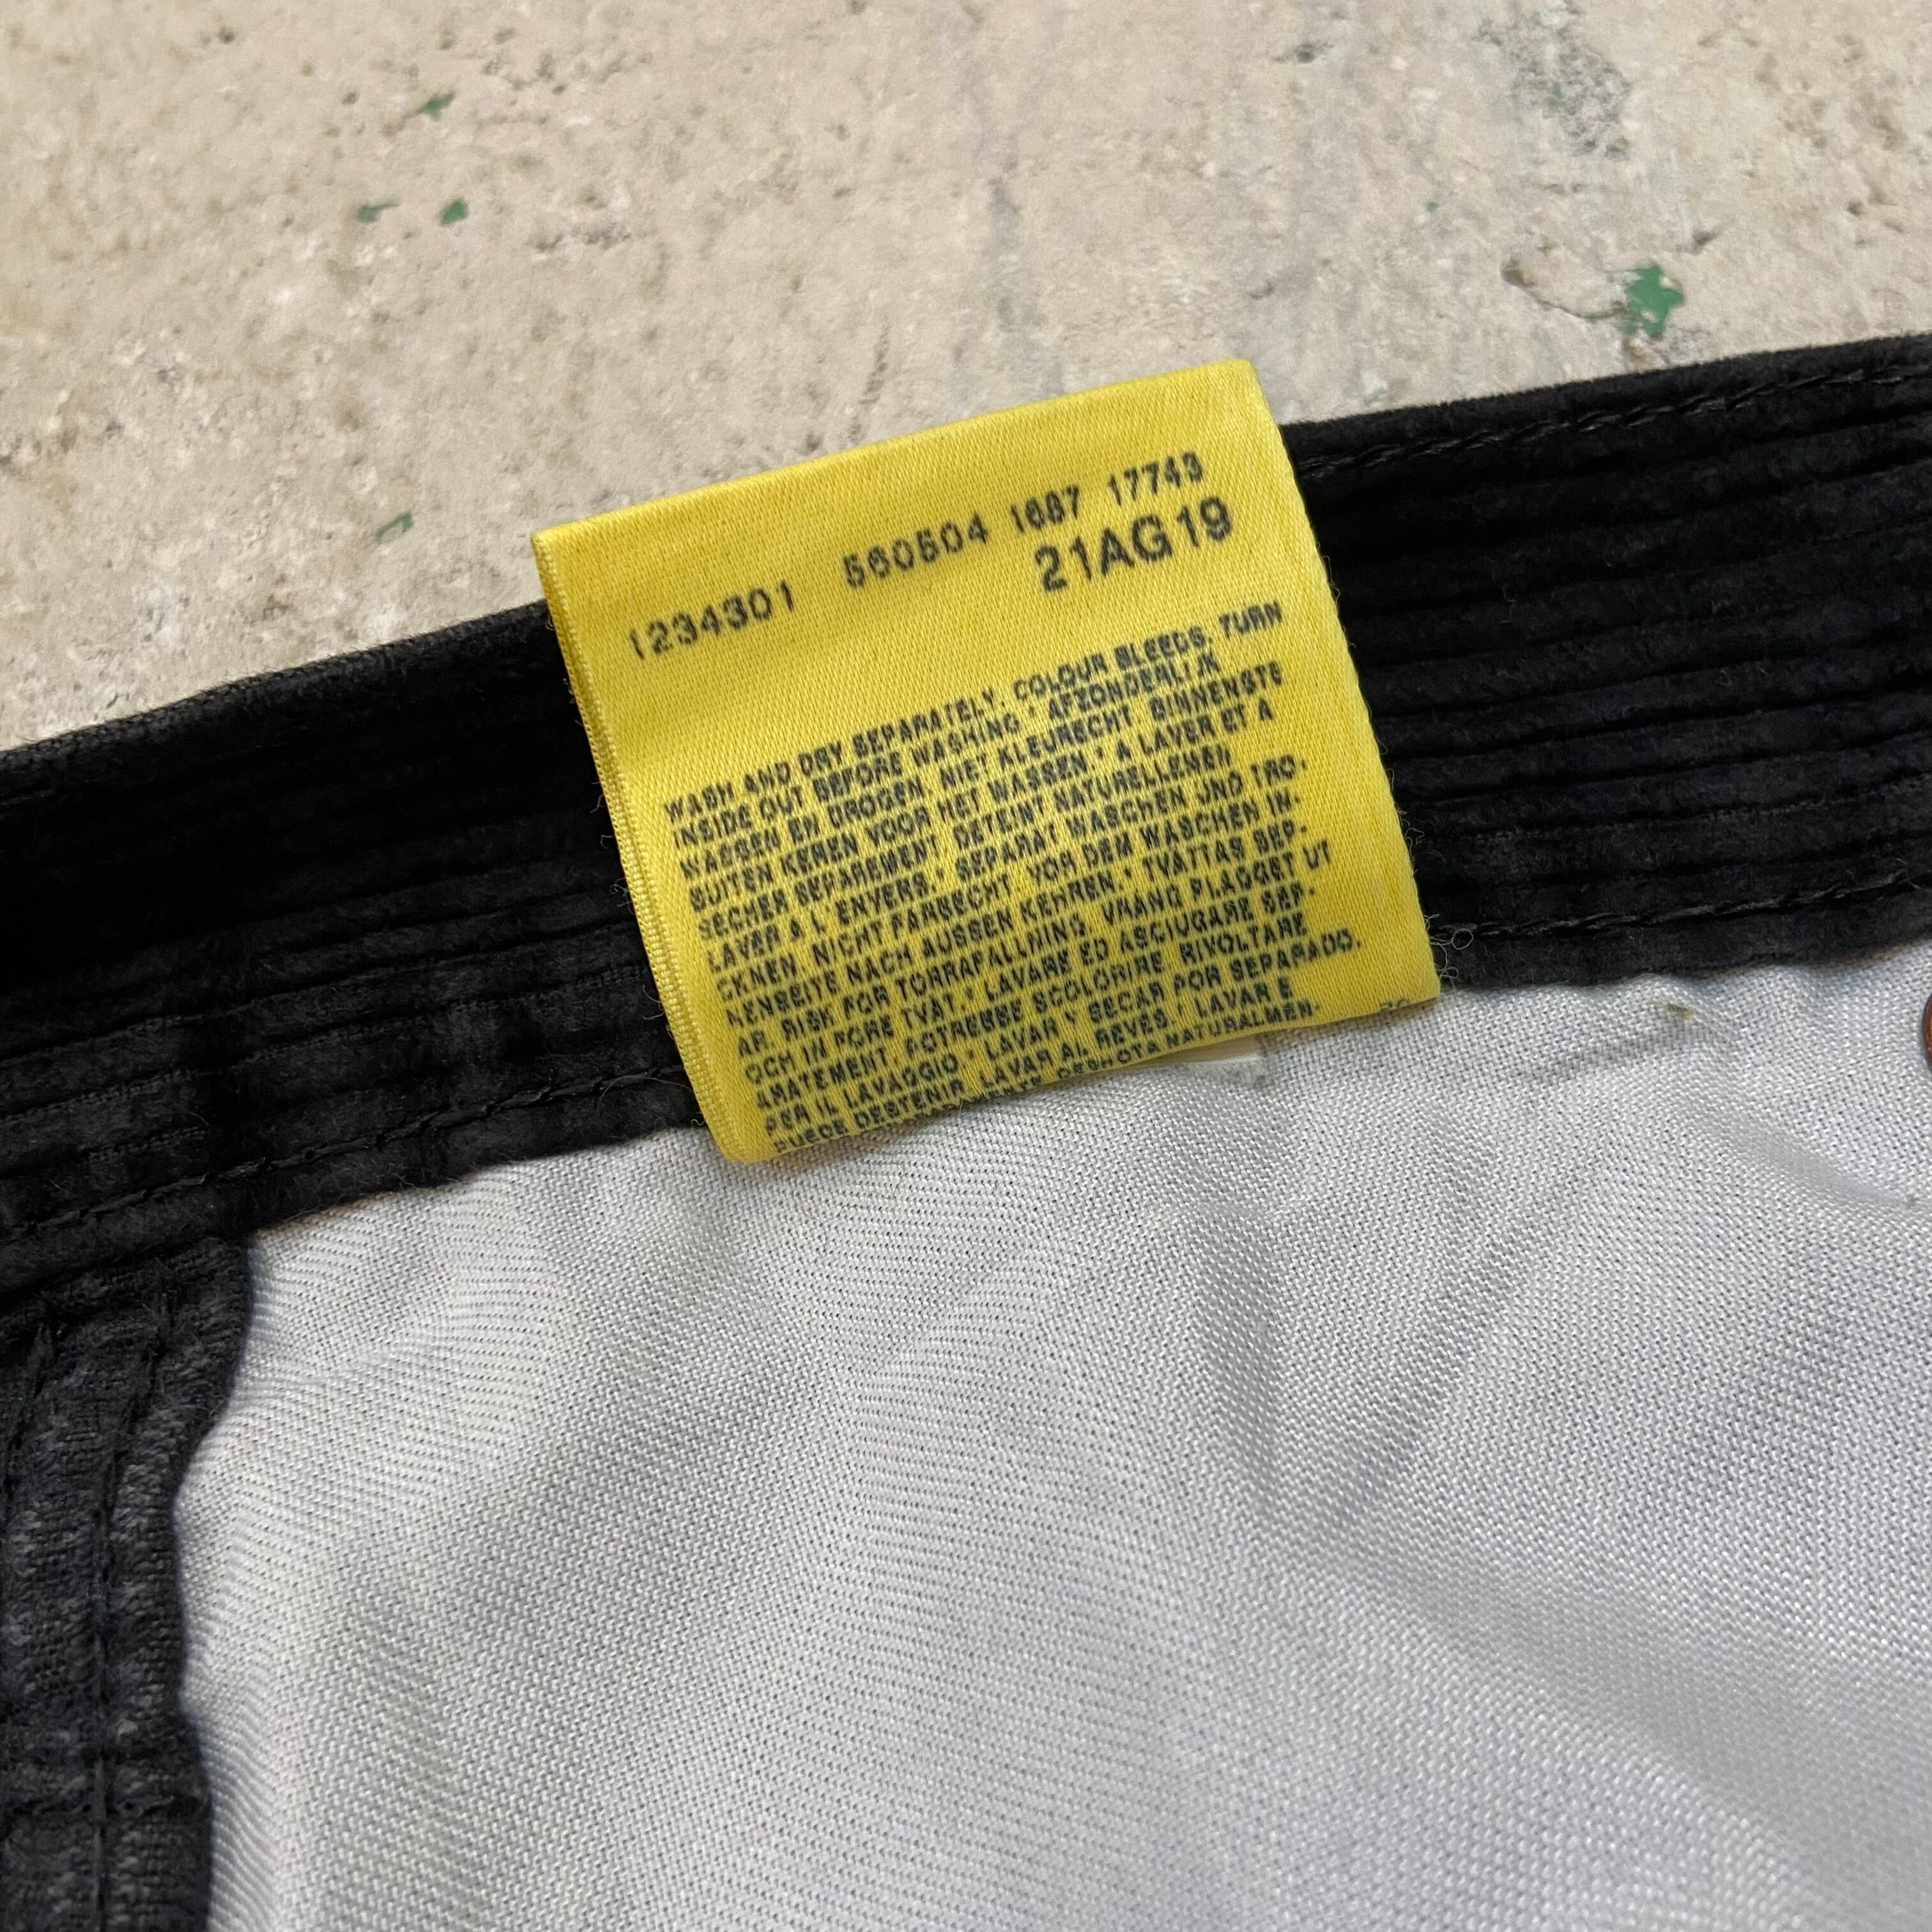 1234301 560504 1687 17743
21AG19
WASH AND DRY SEPARATELY. COLOUR BLEEDS. TURN
INSIDE OUT BEFORE WASHING · AFZONDERLIJK
WASSEN EN DROGEN NIET KLEURECHT. BINNENSTE
BUITEN KEREN VOOR HET WASSEN · A LAVER ET A
SECHER SEPAREMENT DETEINT NATURELLEMEN
LAVER A L'ENVERS · SEPARAT WASCHEN UND TRO-
CKNEN. NICHT FARBECHT. VOR DEM WASCHEN IN-
NENSEITE NACH AUSSEN KEHREN · TVATTAS SEP-
AR. RISK FOR TORRAFALLNING. VRANG PLAGGET UT
OCH IN FORE TVAT · LAVARE ED ASCIUGARE SEP-
ARATEMENT. POTREBBE SCOLORIRE. RIVOLTARE
PER IL LAVAGGIO · LAVAR Y SECAR POR SEPARADO.
PUEDE DESTENIR. LAVAR AL REVES · LAVAR E
DESBOTA NATURALMEN-